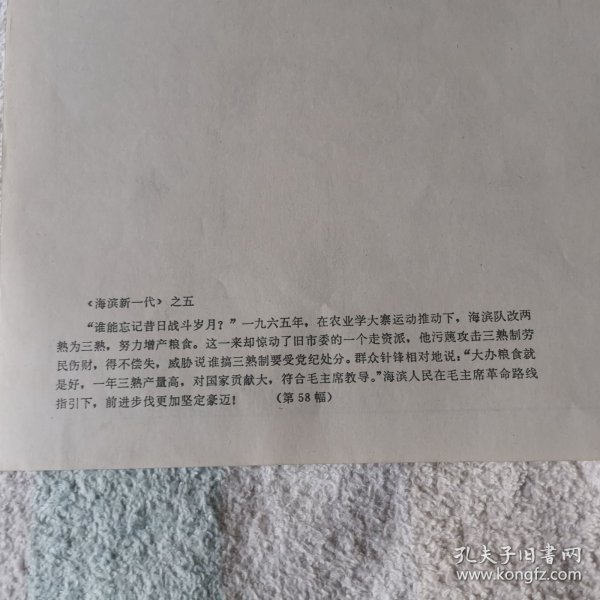 《海滨新一代》之五
“谁能忘记昔日战斗岁月？”一九六五年，在农业学大寨运动推动下，海滨队改两
熟为三熟，努力增产粮食。这一来却惊动了旧市委的一个走资派，他污蔑攻击三熟制劳
民伤财，得不偿失，威胁说谁搞三熟制要受党纪处分。群众针锋相对地说：“大办粮食就
是好，一年三熟产量高，对国家贡献大，符合毛主席教导。”海滨人民在毛主席革命路线
指引下，前进步伐更加坚定豪迈！ （第58幅）
孔夫子旧书网
www.kongfz.com